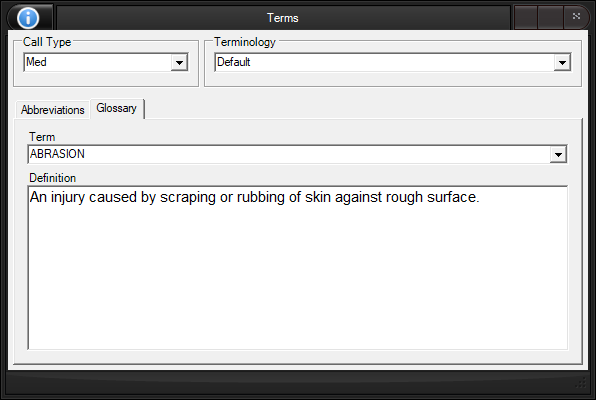 Terms
Call Type
Terminology
Med
Default
Abbreviations
Glossary
Term
ABRASION
Definition
An injury caused by scraping or rubbing of skin against rough surface.